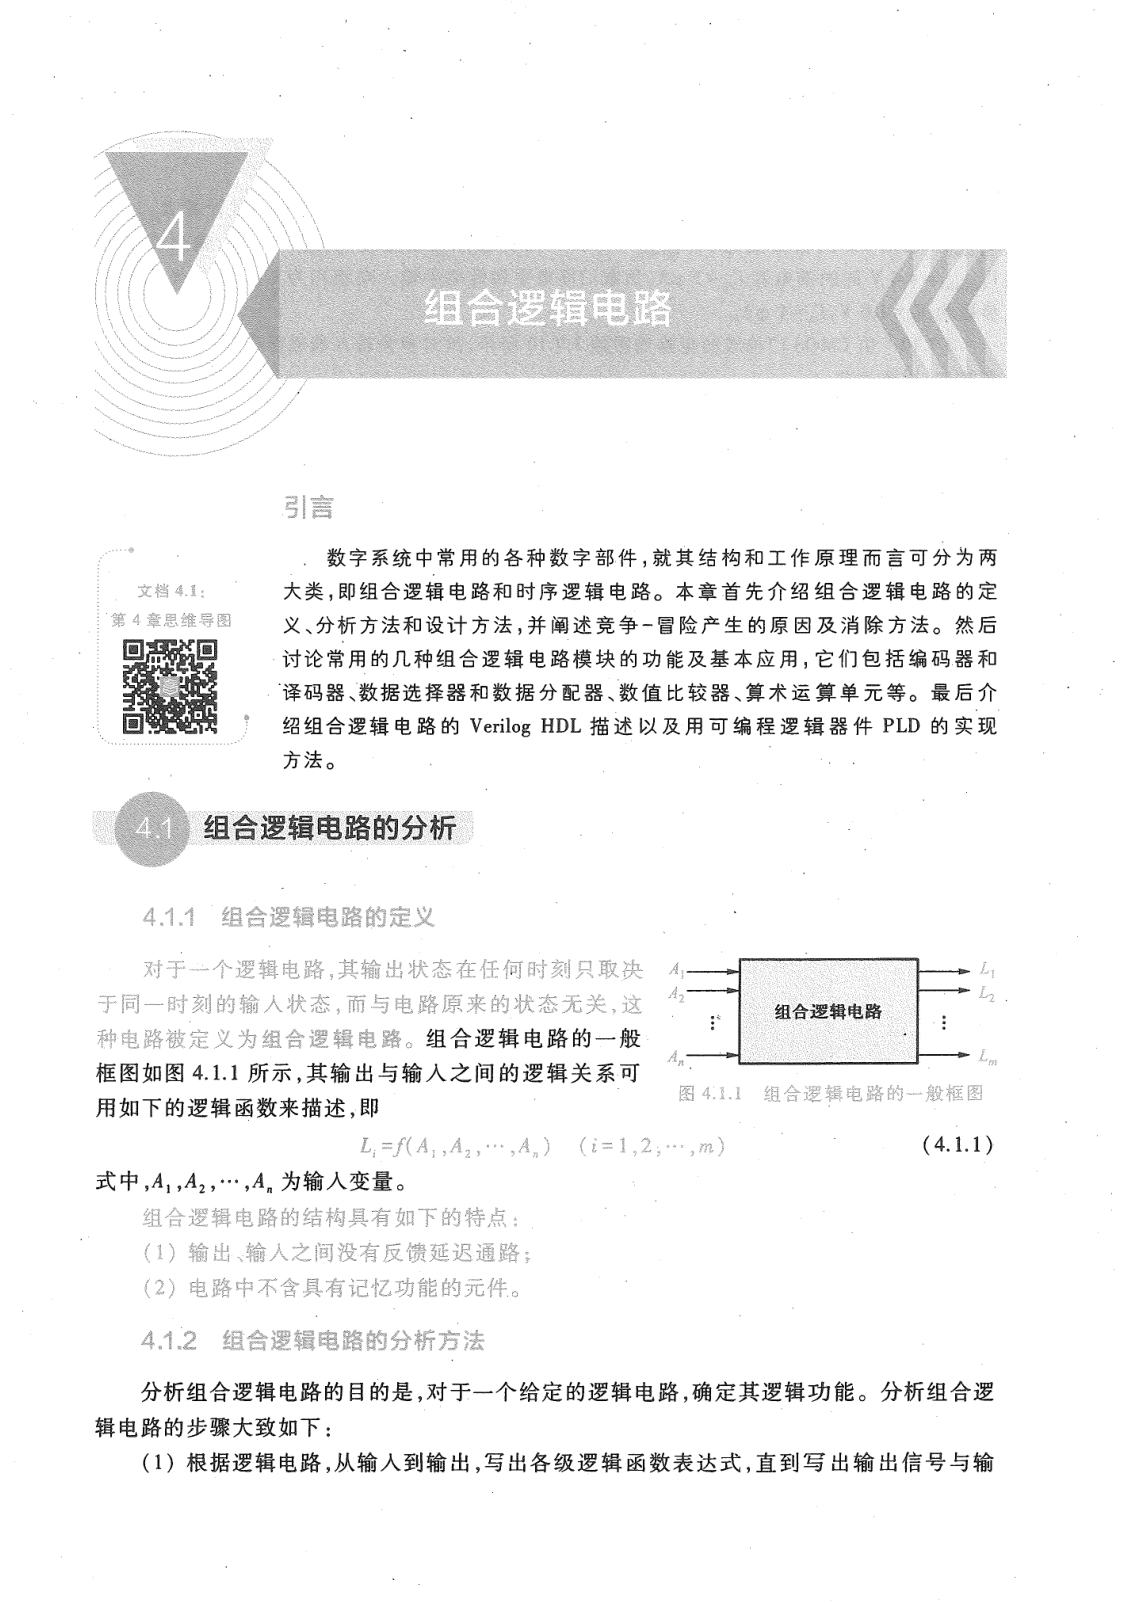 4
组合逻辑电路
引言
文档 4.1:
第 4 章思维导图
数字系统中常用的各种数字部件,就其结构和工作原理而言可分为两
大类,即组合逻辑电路和时序逻辑电路。本章首先介绍组合逻辑电路的定
义、分析方法和设计方法,并阐述竞争-冒险产生的原因及消除方法。然后
讨论常用的几种组合逻辑电路模块的功能及基本应用,它们包括编码器和
译码器、数据选择器和数据分配器、数值比较器、算术运算单元等。最后介
绍组合逻辑电路的 Verilog HDL 描述以及用可编程逻辑器件 PLD 的实现
方法。
4.1 组合逻辑电路的分析
4.1.1 组合逻辑电路的定义
对于一个逻辑电路,其输出状态在任何时刻只取决
于同一时刻的输入状态,而与电路原来的状态无关,这
种电路被定义为组合逻辑电路。组合逻辑电路的一般
框图如图 4.1.1 所示,其输出与输入之间的逻辑关系可
用如下的逻辑函数来描述,即
A₁
A₂
⋮
Aₙ
组合逻辑电路
L₁
L₂
⋮
Lₘ
图 4.1.1 组合逻辑电路的一般框图
Lᵢ=f(A₁,A₂,⋯,Aₙ) (i=1,2,⋯,m) (4.1.1)
式中,A₁,A₂,⋯,Aₙ 为输入变量。
组合逻辑电路的结构具有如下的特点:
(1) 输出、输入之间没有反馈延迟通路;
(2) 电路中不含具有记忆功能的元件。
4.1.2 组合逻辑电路的分析方法
分析组合逻辑电路的目的是,对于一个给定的逻辑电路,确定其逻辑功能。分析组合逻
辑电路的步骤大致如下:
(1) 根据逻辑电路,从输入到输出,写出各级逻辑函数表达式,直到写出输出信号与输